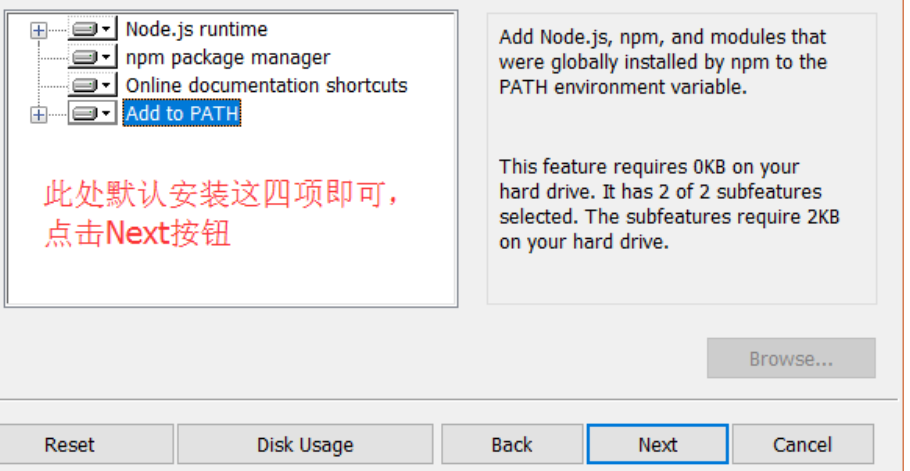 Node.js runtime
npm package manager
Online documentation shortcuts
Add to PATH
此处默认安装这四项即可，
点击Next按钮
Add Node.js, npm, and modules that
were globally installed by npm to the
PATH environment variable.
This feature requires 0KB on your
hard drive. It has 2 of 2 subfeatures
selected. The subfeatures require 2KB
on your hard drive.
Browse...
Reset
Disk Usage
Back
Next
Cancel